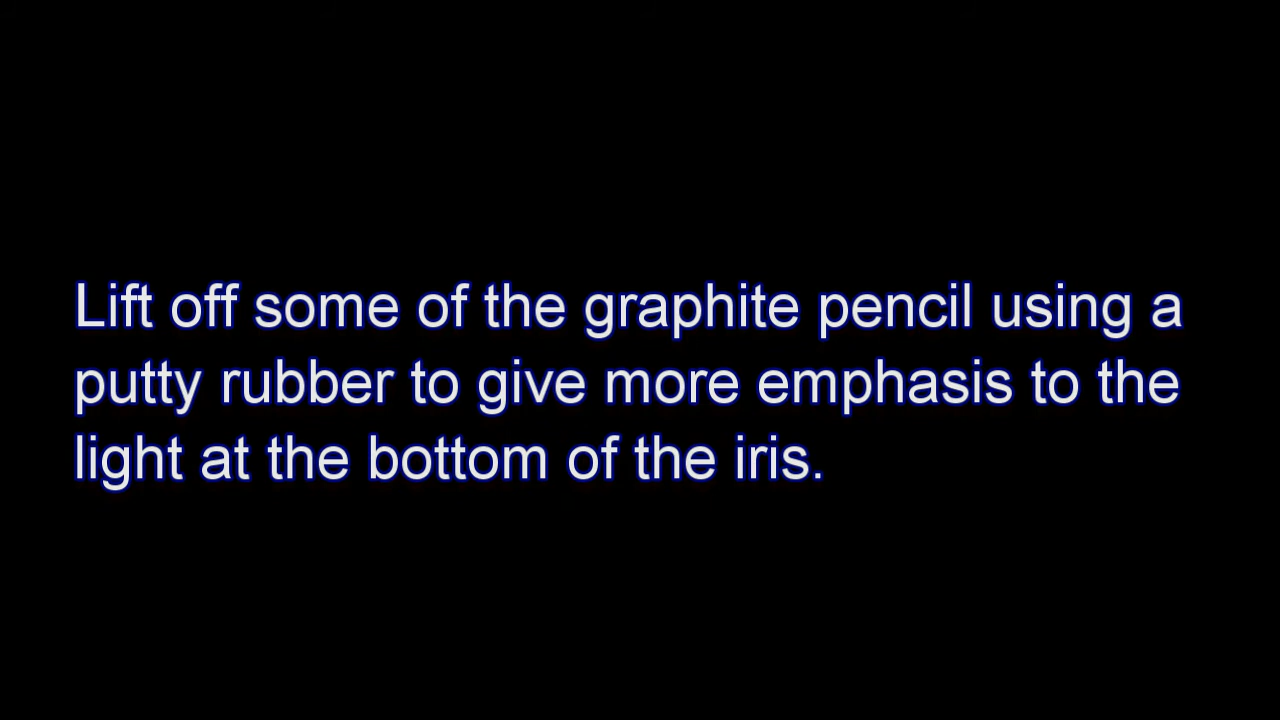 Lift off some of the graphite pencil using a
putty rubber to give more emphasis to the
light at the bottom of the iris.